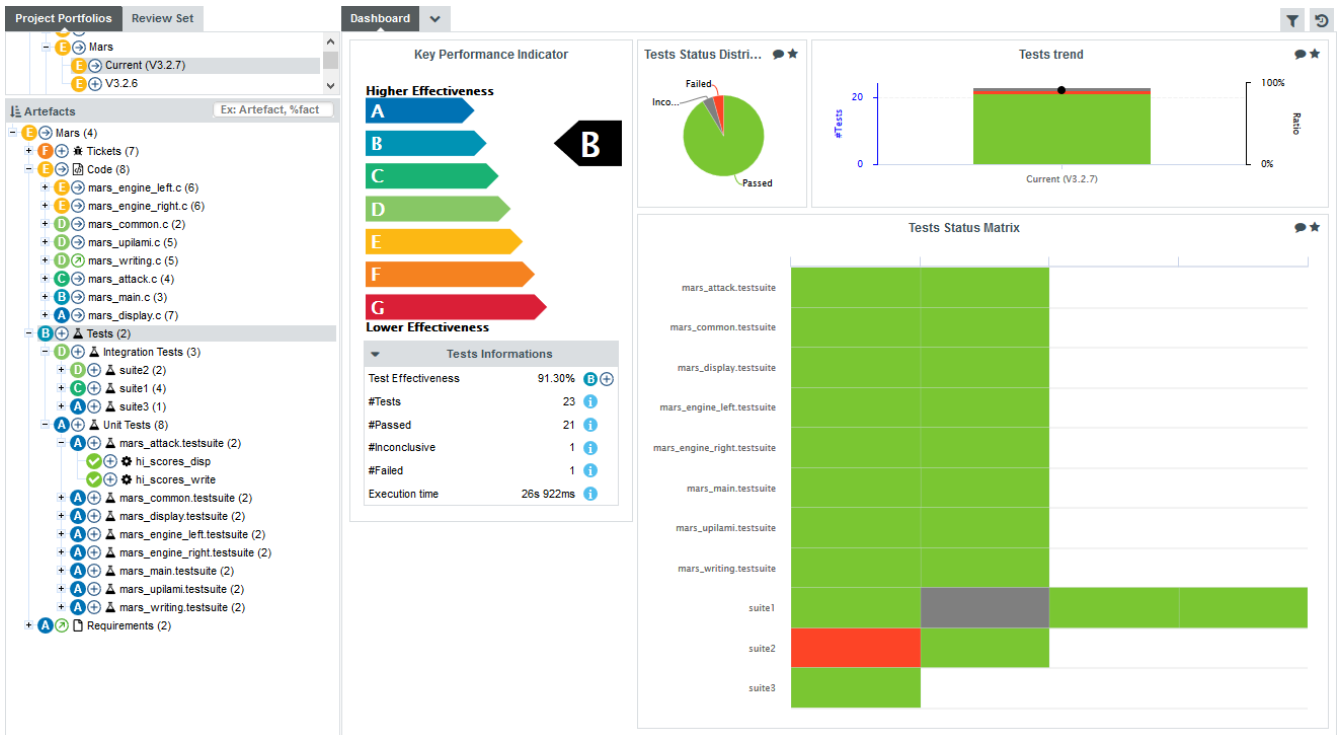 Project Portfolios
Review Set
E Mars
E Current (V3.2.7)
E V3.2.6
Artefacts
Ex: Artefact, %fact
E Mars (4)
F Tickets (7)
E Code (8)
E mars_engine_left.c (6)
E mars_engine_right.c (6)
D mars_common.c (2)
D mars_upilami.c (5)
D mars_writing.c (5)
C mars_attack.c (4)
B mars_main.c (3)
A mars_display.c (7)
B Tests (2)
D Integration Tests (3)
D suite2 (2)
C suite1 (4)
A suite3 (1)
A Unit Tests (8)
A mars_attack.testsuite (2)
hi_scores_disp
hi_scores_write
A mars_common.testsuite (2)
A mars_display.testsuite (2)
A mars_engine_left.testsuite (2)
A mars_engine_right.testsuite (2)
A mars_main.testsuite (2)
A mars_upilami.testsuite (2)
A mars_writing.testsuite (2)
A Requirements (2)
Dashboard
Key Performance Indicator
Higher Effectiveness
A
B
B
C
D
E
F
G
Lower Effectiveness
Tests Informations
Test Effectiveness 91.30% B
#Tests 23
#Passed 21
#Inconclusive 1
#Failed 1
Execution time 26s 922ms
Tests Status Distri...
Failed
Inco...
Passed
Tests trend
#Tests
20
0
100%
0%
Ratio
Current (V3.2.7)
Tests Status Matrix
mars_attack.testsuite
mars_common.testsuite
mars_display.testsuite
mars_engine_left.testsuite
mars_engine_right.testsuite
mars_main.testsuite
mars_upilami.testsuite
mars_writing.testsuite
suite1
suite2
suite3